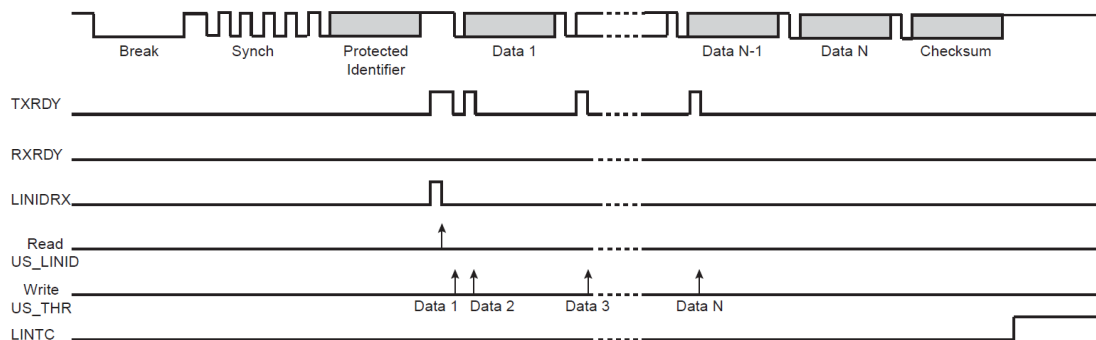 Break
Synch
Protected
Identifier
Data 1
Data N-1
Data N
Checksum
TXRDY
RXRDY
LINIDRX
Read
US_LINID
Write
US_THR
Data 1
Data 2
Data 3
Data N
LINTC